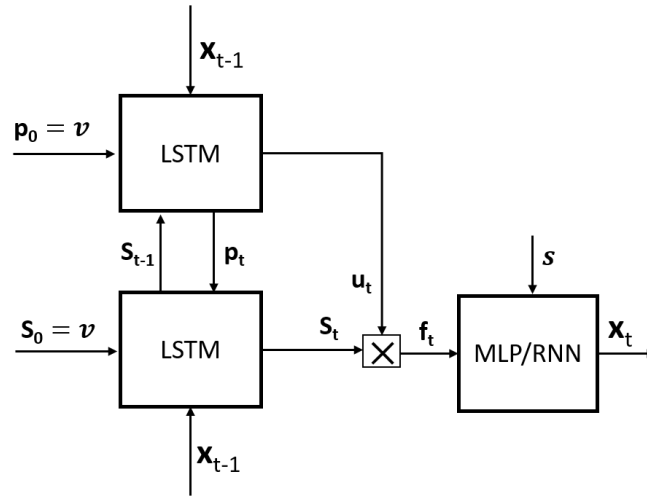 x_{t-1}
p_0 = v
LSTM
S_{t-1}
p_t
u_t
s
S_0 = v
LSTM
S_t
×
f_t
MLP/RNN
x_t
x_{t-1}